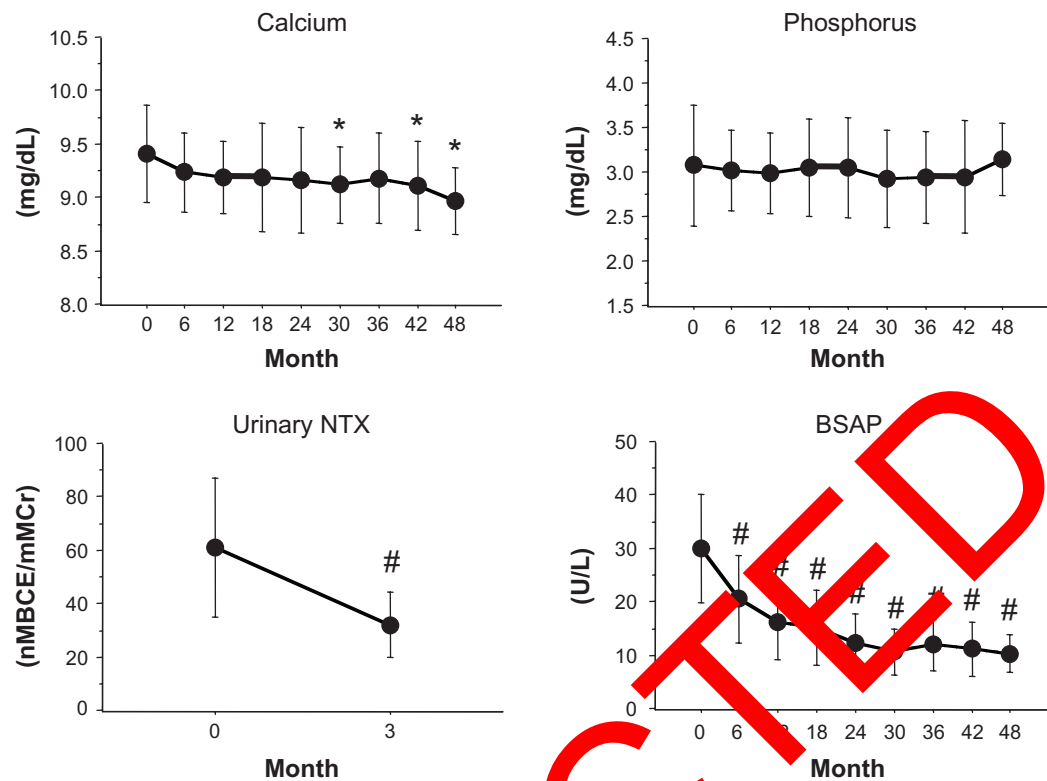 Calcium
10.5
10.0
9.5
9.0
8.5
8.0
(mg/dL)
* * *
0 6 12 18 24 30 36 42 48
Month
Phosphorus
4.5
4.0
3.5
3.0
2.5
2.0
1.5
(mg/dL)
0 6 12 18 24 30 36 42 48
Month
Urinary NTX
100
80
60
40
20
0
(nMBCE/mMCr)
#
0 3
Month
BSAP
50
40
30
20
10
0
(U/L)
# # # # # # # #
0 6 18 24 30 36 42 48
Month
CTED